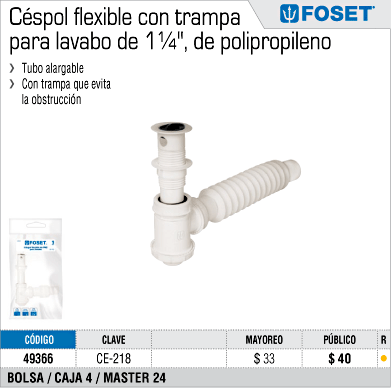 Céspol flexible con trampa
para lavabo de 1¼", de polipropileno
FOSET®
❯ Tubo alargable
❯ Con trampa que evita
la obstrucción
FOSET
CÓDIGO CLAVE MAYOREO PÚBLICO R
49366 CE-218 $ 33 $ 40
BOLSA / CAJA 4 / MASTER 24